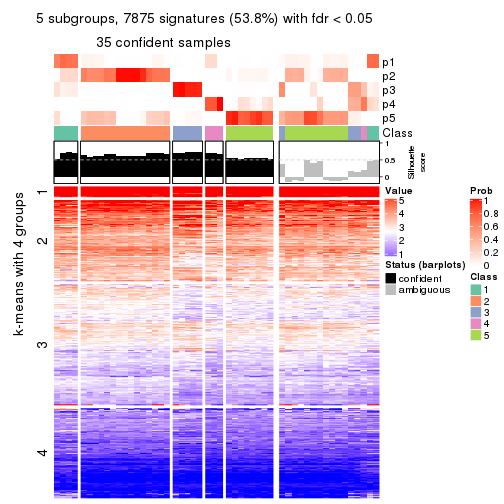 5 subgroups, 7875 signatures (53.8%) with fdr < 0.05
35 confident samples
p1
p2
p3
p4
p5
Class
1
0.5
0
Silhouette
score
k-means with 4 groups
1
2
3
4
Value
5
4
3
2
1
Status (barplots)
confident
ambiguous
Prob
1
0.8
0.6
0.4
0.2
0
Class
1
2
3
4
5